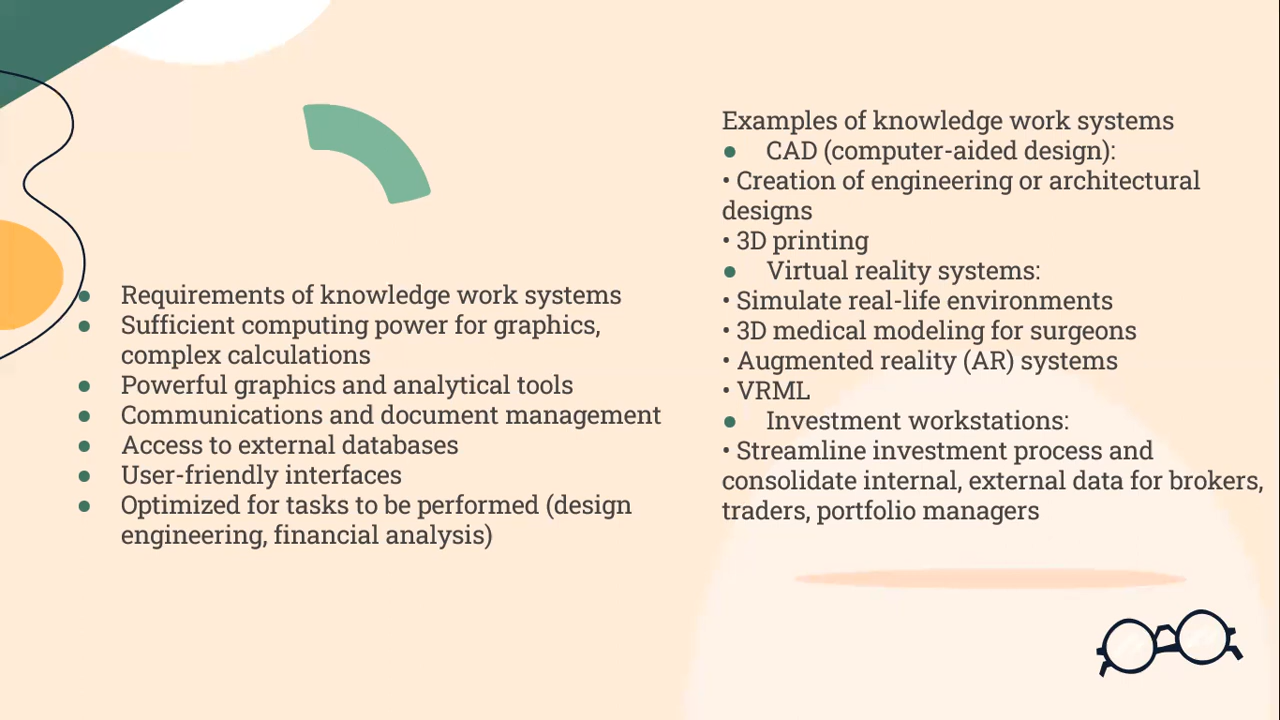 ● Requirements of knowledge work systems
● Sufficient computing power for graphics,
complex calculations
● Powerful graphics and analytical tools
● Communications and document management
● Access to external databases
● User-friendly interfaces
● Optimized for tasks to be performed (design
engineering, financial analysis)
Examples of knowledge work systems
● CAD (computer-aided design):
• Creation of engineering or architectural
designs
• 3D printing
● Virtual reality systems:
• Simulate real-life environments
• 3D medical modeling for surgeons
• Augmented reality (AR) systems
• VRML
● Investment workstations:
• Streamline investment process and
consolidate internal, external data for brokers,
traders, portfolio managers